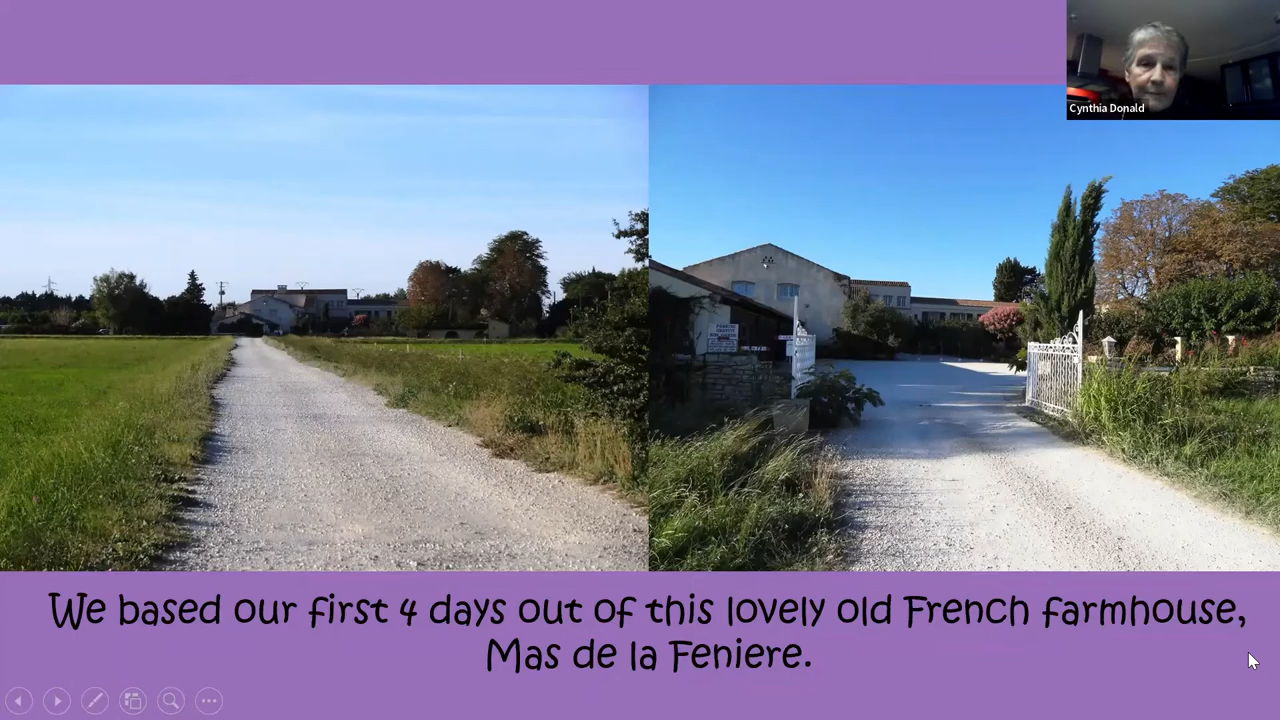 Cynthia Donald
We based our first 4 days out of this lovely old French farmhouse,
Mas de la Feniere.